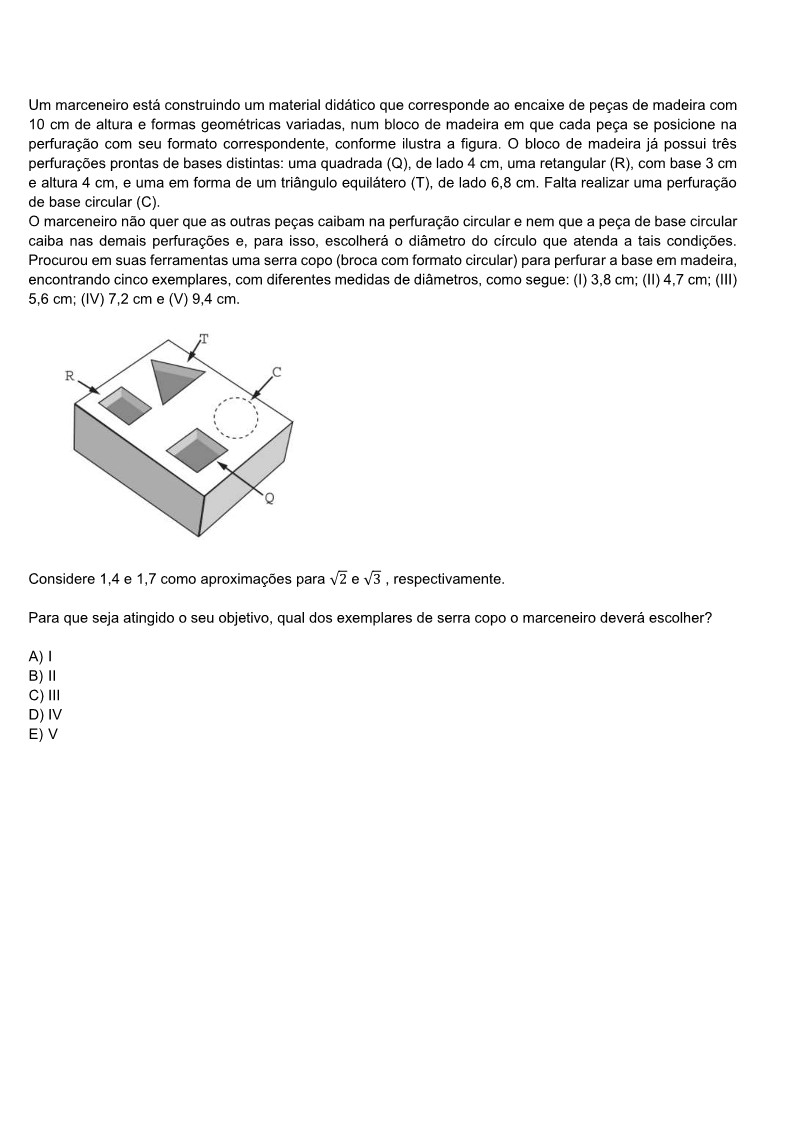 Um marceneiro está construindo um material didático que corresponde ao encaixe de peças de madeira com
10 cm de altura e formas geométricas variadas, num bloco de madeira em que cada peça se posicione na
perfuração com seu formato correspondente, conforme ilustra a figura. O bloco de madeira já possui três
perfurações prontas de bases distintas: uma quadrada (Q), de lado 4 cm, uma retangular (R), com base 3 cm
e altura 4 cm, e uma em forma de um triângulo equilátero (T), de lado 6,8 cm. Falta realizar uma perfuração
de base circular (C).
O marceneiro não quer que as outras peças caibam na perfuração circular e nem que a peça de base circular
caiba nas demais perfurações e, para isso, escolherá o diâmetro do círculo que atenda a tais condições.
Procurou em suas ferramentas uma serra copo (broca com formato circular) para perfurar a base em madeira,
encontrando cinco exemplares, com diferentes medidas de diâmetros, como segue: (I) 3,8 cm; (II) 4,7 cm; (III)
5,6 cm; (IV) 7,2 cm e (V) 9,4 cm.
T
R
C
Q
Considere 1,4 e 1,7 como aproximações para √2 e √3 , respectivamente.
Para que seja atingido o seu objetivo, qual dos exemplares de serra copo o marceneiro deverá escolher?
A) I
B) II
C) III
D) IV
E) V